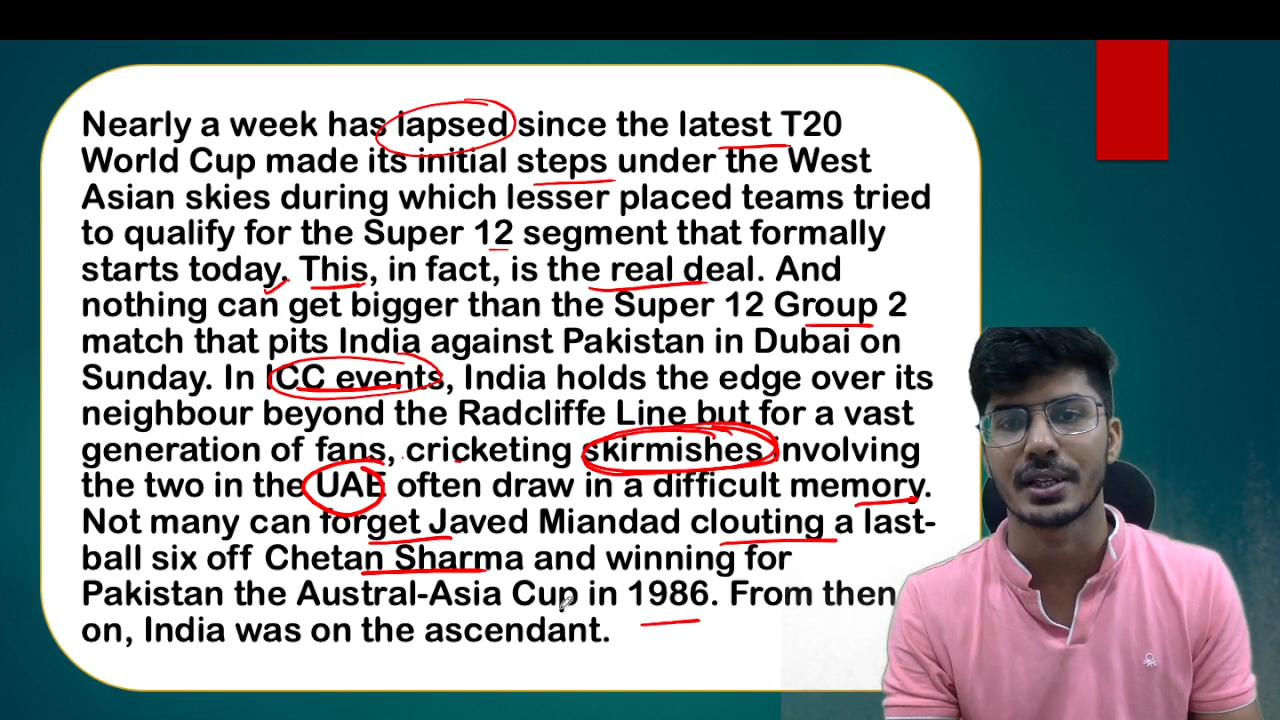 Nearly a week has lapsed since the latest T20
World Cup made its initial steps under the West
Asian skies during which lesser placed teams tried
to qualify for the Super 12 segment that formally
starts today. This, in fact, is the real deal. And
nothing can get bigger than the Super 12 Group 2
match that pits India against Pakistan in Dubai on
Sunday. In ICC events, India holds the edge over its
neighbour beyond the Radcliffe Line but for a vast
generation of fans, cricketing skirmishes involving
the two in the UAE often draw in a difficult memory.
Not many can forget Javed Miandad clouting a last-
ball six off Chetan Sharma and winning for
Pakistan the Austral-Asia Cup in 1986. From then
on, India was on the ascendant.